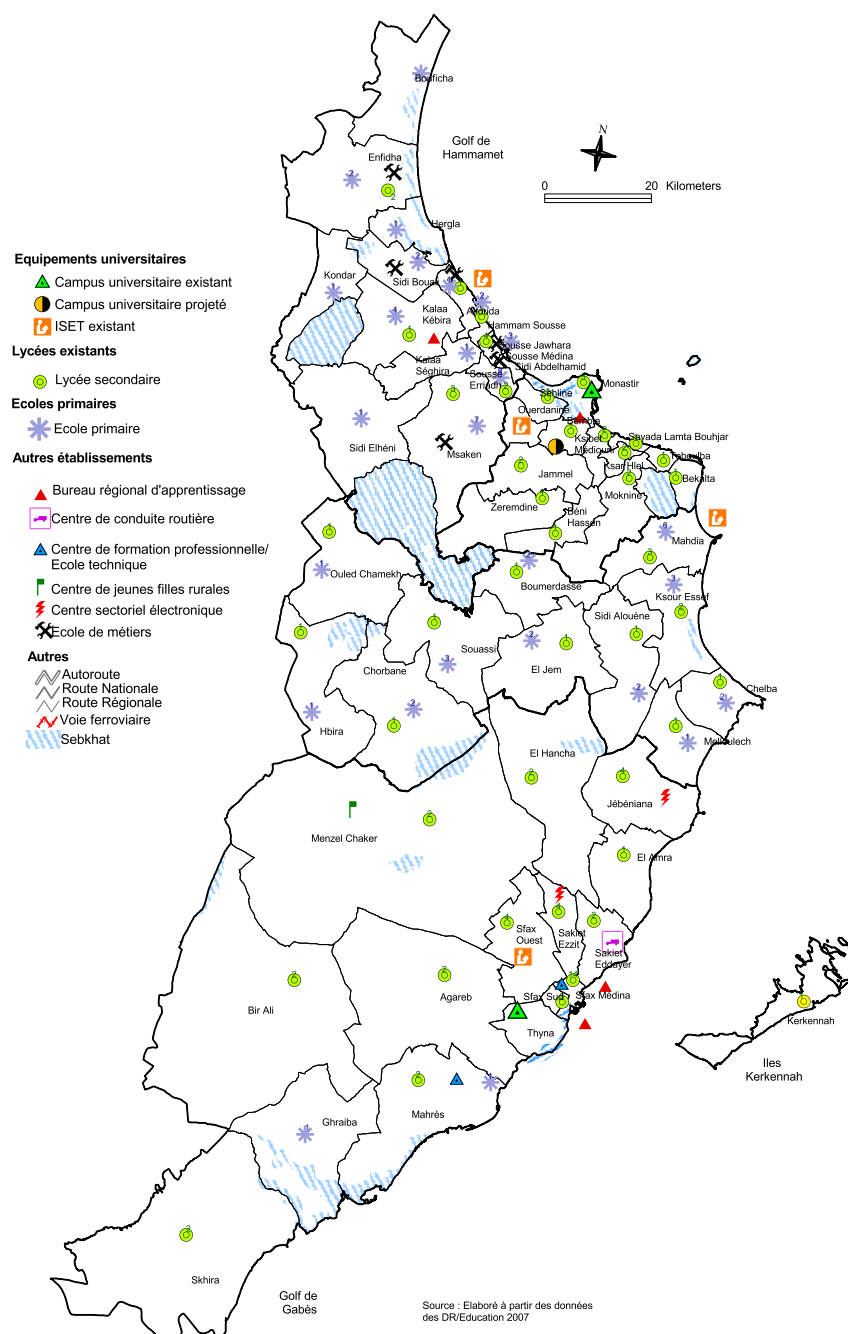 Bouficha
Golf de
Hammamet
N
Enfidha
0
20
Kilometers
Hergla
Equipements universitaires
Campus universitaire existant
Campus universitaire projeté
ISET existant
Lycées existants
Lycée secondaire
Ecoles primaires
Ecole primaire
Autres établissements
Bureau régional d'apprentissage
Centre de conduite routière
Centre de formation professionnelle/
Ecole technique
Centre de jeunes filles rurales
Centre sectoriel électronique
Ecole de métiers
Autres
Autoroute
Route Nationale
Route Régionale
Voie ferroviaire
Sebkhat
Kondar
Sidi Bouali
Kalaa
Kébira
Akouda
Hammam Sousse
Sousse Jawhara
Sousse Médina
Sidi Abdelhamid
Kalaa
Séghira
Sousse
Erriadh
Sahline
Monastir
Ouerdanine
Bembla
Sidi Elhéni
Msaken
Ksibet
Médiouni
Sayada Lamta Bouhjar
Ksar Hlel
Teboulba
Jammel
Moknine
Bekalta
Zeremdine
Béni
Hassen
Mahdia
Ouled Chamekh
Boumerdasse
Ksour Essef
Sidi Alouène
Souassi
El Jem
Chorbane
Chelba
Hbira
Melloulech
El Hancha
Jébéniana
Menzel Chaker
El Amra
Sfax
Ouest
Sakiet
Ezzit
Sakiet
Eddayer
Sfax Sud
Sfax Médina
Bir Ali
Agareb
Thyna
Kerkennah
Iles
Kerkennah
Mahrès
Ghraiba
Skhira
Golf de
Gabès
Source : Elaboré à partir des données
des DR/Education 2007